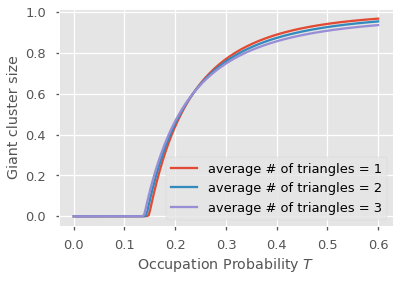 1.0
0.8
0.6
0.4
0.2
0.0
Giant cluster size
average # of triangles = 1
average # of triangles = 2
average # of triangles = 3
0.0 0.1 0.2 0.3 0.4 0.5 0.6
Occupation Probability T